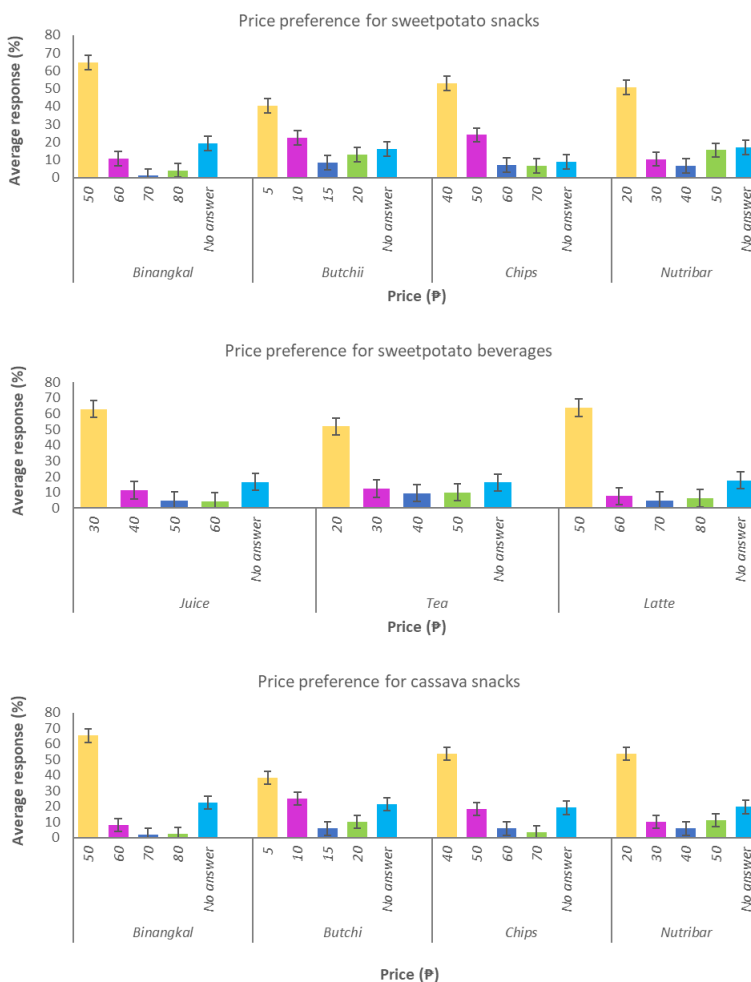 Price preference for sweetpotato snacks
Average response (%)
80
70
60
50
40
30
20
10
0
50 60 70 80 No answer 5 10 15 20 No answer 40 50 60 70 No answer 20 30 40 50 No answer
Binangkal Butchii Chips Nutribar
Price (₱)
Price preference for sweetpotato beverages
Average response (%)
80
70
60
50
40
30
20
10
0
30 40 50 60 No answer 20 30 40 50 No answer 50 60 70 80 No answer
Juice Tea Latte
Price (₱)
Price preference for cassava snacks
Average response (%)
80
70
60
50
40
30
20
10
0
50 60 70 80 No answer 5 10 15 20 No answer 40 50 60 70 No answer 20 30 40 50 No answer
Binangkal Butchi Chips Nutribar
Price (₱)